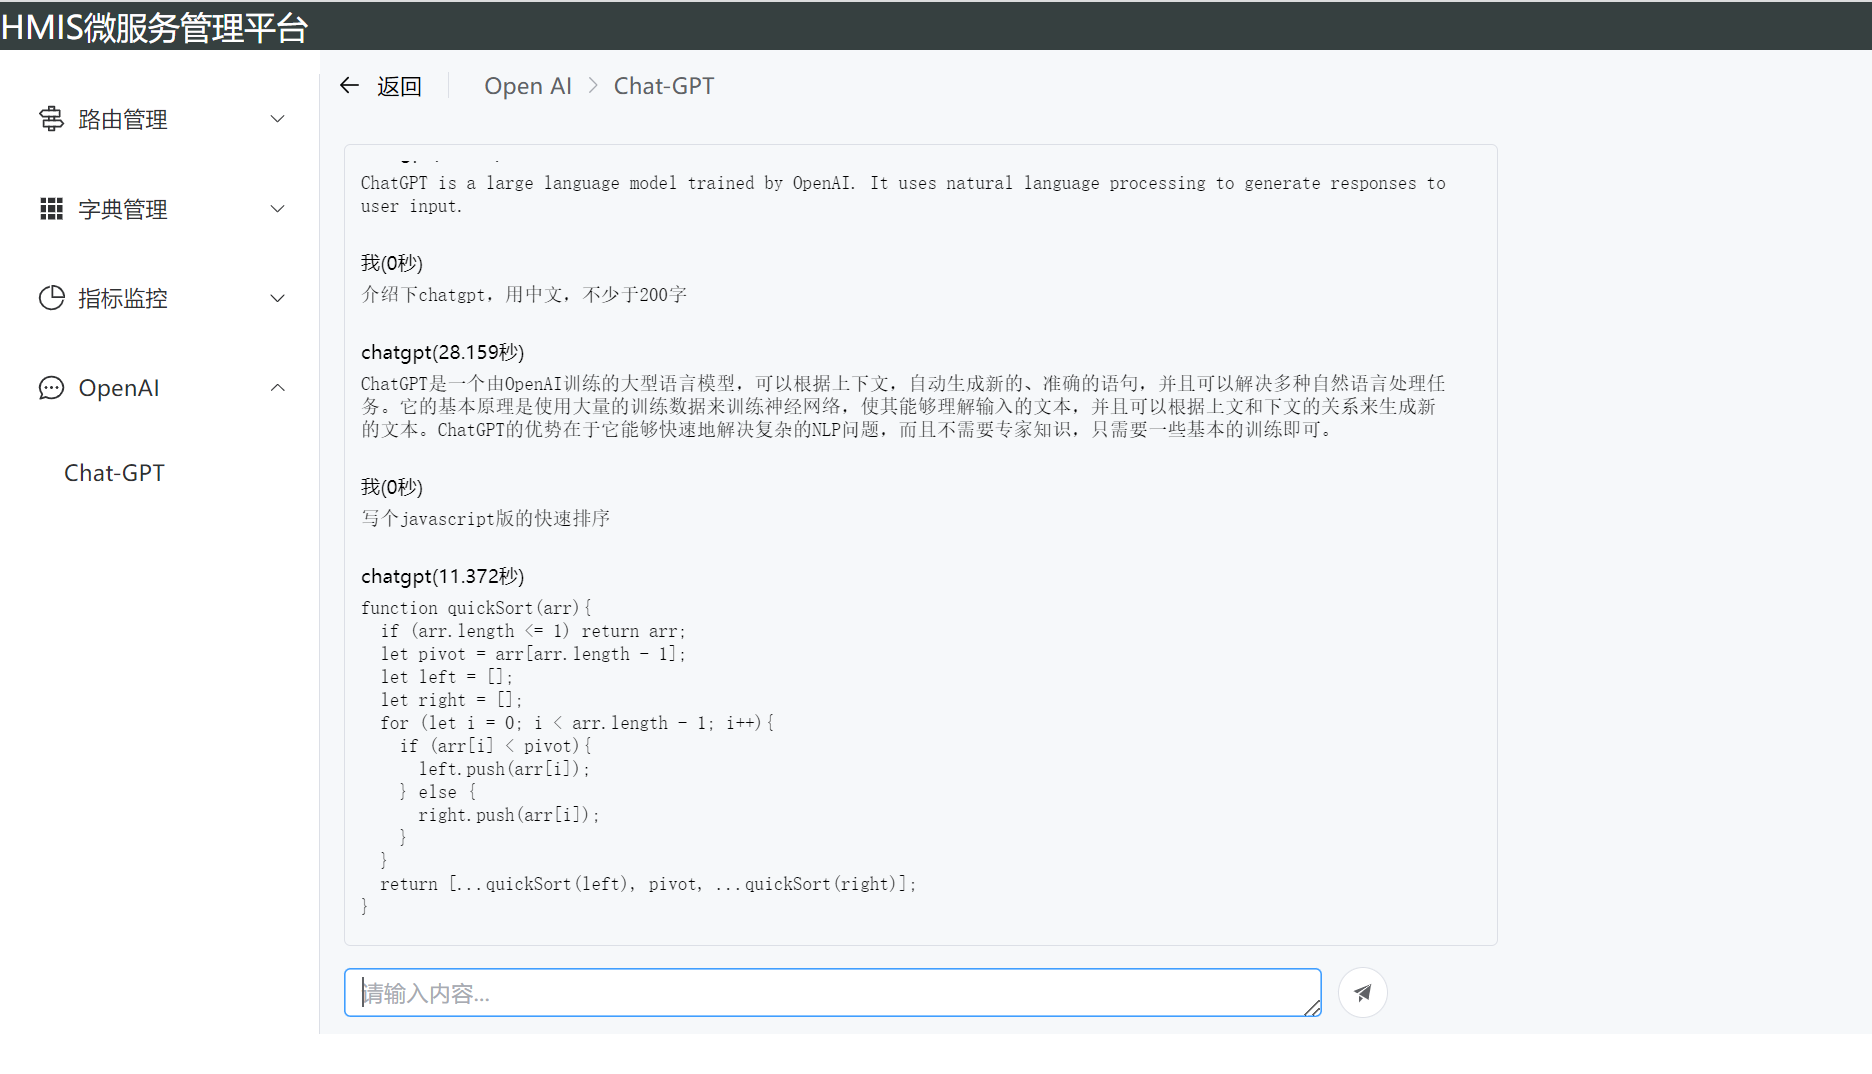 HMIS微服务管理平台
路由管理
字典管理
指标监控
OpenAI
Chat-GPT
返回 Open AI > Chat-GPT
ChatGPT is a large language model trained by OpenAI. It uses natural language processing to generate responses to
user input.
我(0秒)
介绍下chatgpt，用中文，不少于200字
chatgpt(28.159秒)
ChatGPT是一个由OpenAI训练的大型语言模型，可以根据上下文，自动生成新的、准确的语句，并且可以解决多种自然语言处理任
务。它的基本原理是使用大量的训练数据来训练神经网络，使其能够理解输入的文本，并且可以根据上文和下文的关系来生成新
的文本。ChatGPT的优势在于它能够快速地解决复杂的NLP问题，而且不需要专家知识，只需要一些基本的训练即可。
我(0秒)
写个javascript版的快速排序
chatgpt(11.372秒)
function quickSort(arr){
  if (arr.length <= 1) return arr;
  let pivot = arr[arr.length - 1];
  let left = [];
  let right = [];
  for (let i = 0; i < arr.length - 1; i++){
    if (arr[i] < pivot){
      left.push(arr[i]);
    } else {
      right.push(arr[i]);
    }
  }
  return [...quickSort(left), pivot, ...quickSort(right)];
}
请输入内容...